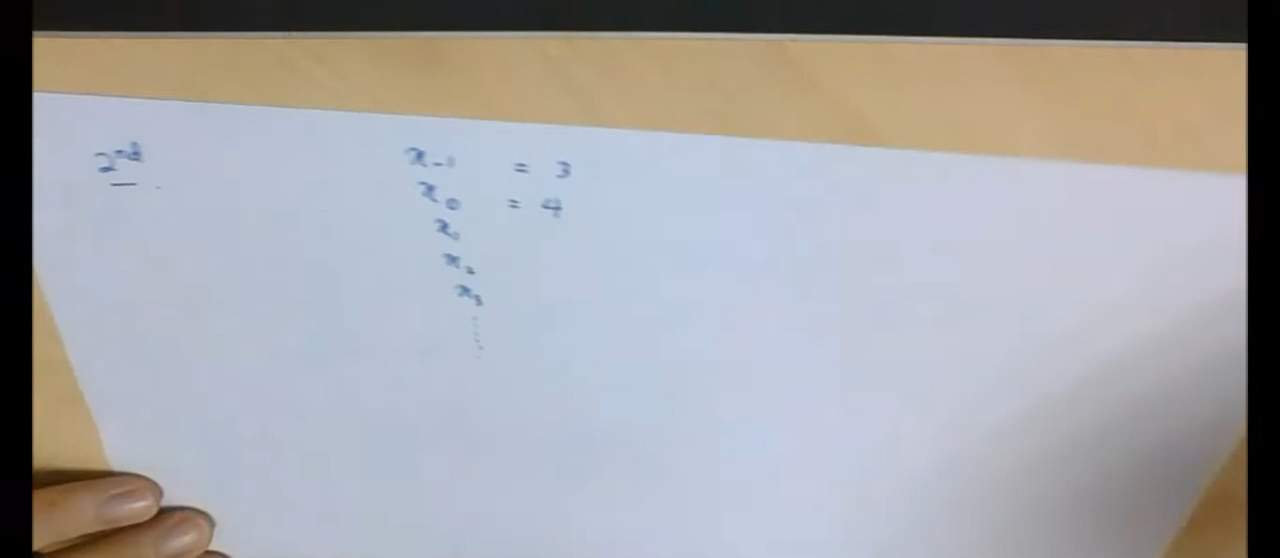 2nd
x₋₁ = 3
x₀ = 4
x₁
x₂
x₃